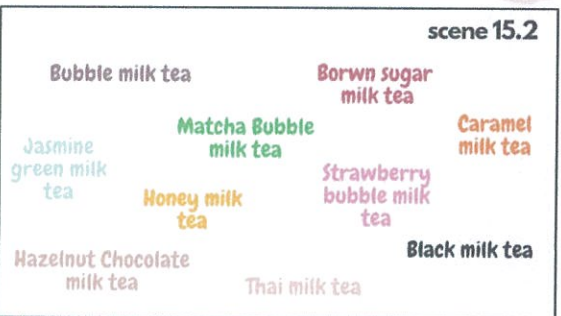 scene 15.2
Bubble milk tea
Borwn sugar
milk tea
Matcha Bubble
milk tea
Caramel
milk tea
Jasmine
green milk
tea
Strawberry
bubble milk
tea
Honey milk
tea
Black milk tea
Hazelnut Chocolate
milk tea
Thai milk tea